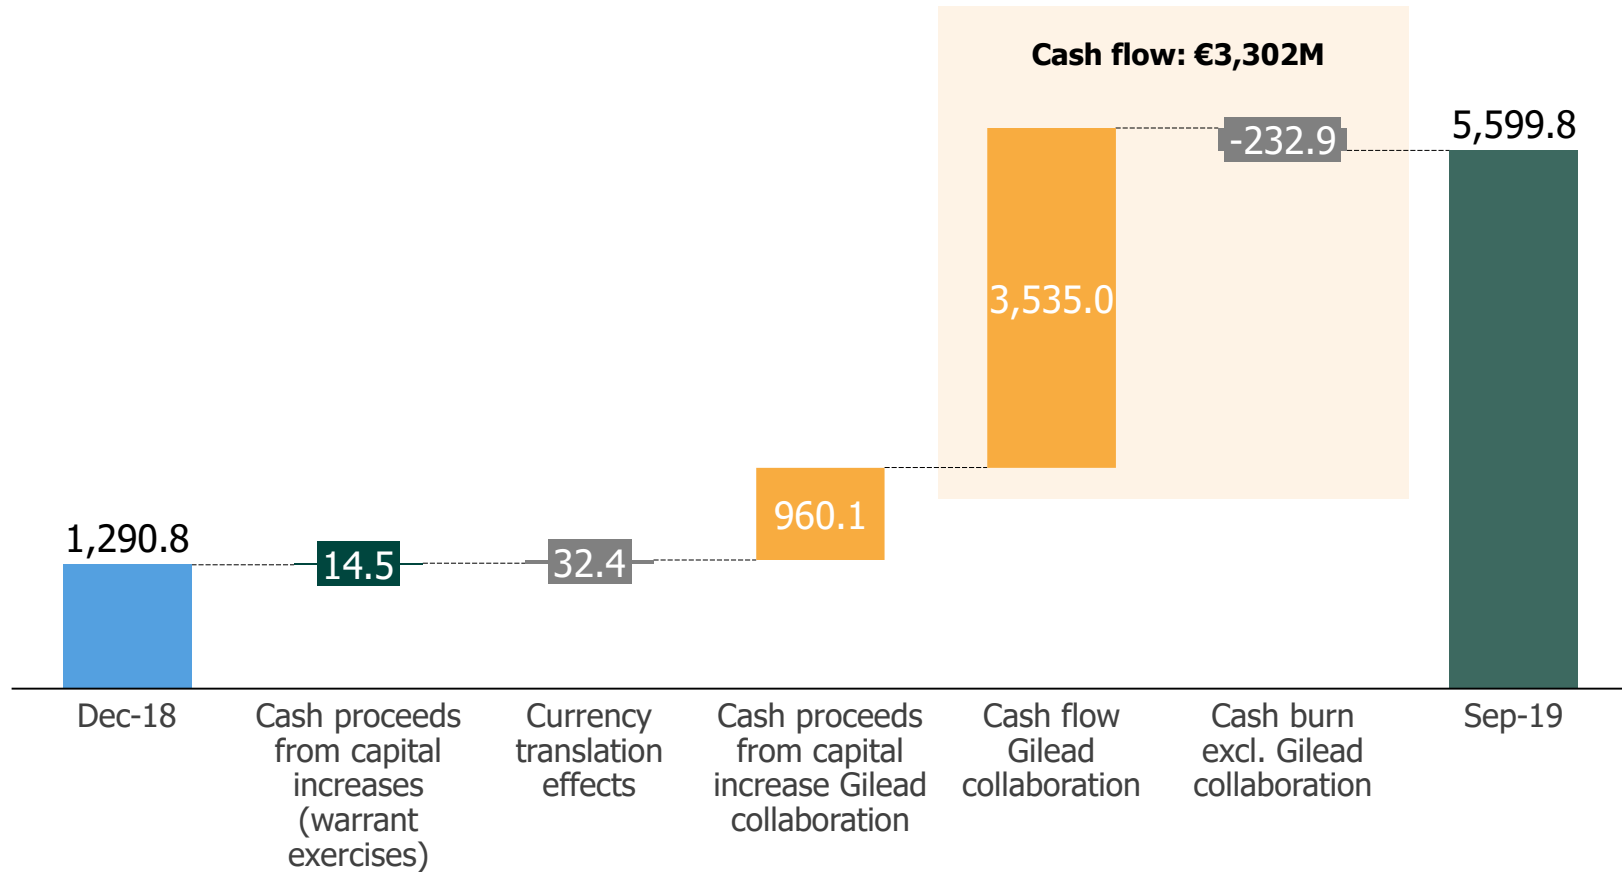 Cash flow: €3,302M
5,599.8
-232.9
3,535.0
960.1
1,290.8
14.5
32.4
Dec-18
Cash proceeds
from capital
increases
(warrant
exercises)
Currency
translation
effects
Cash proceeds
from capital
increase Gilead
collaboration
Cash flow
Gilead
collaboration
Cash burn
excl. Gilead
collaboration
Sep-19